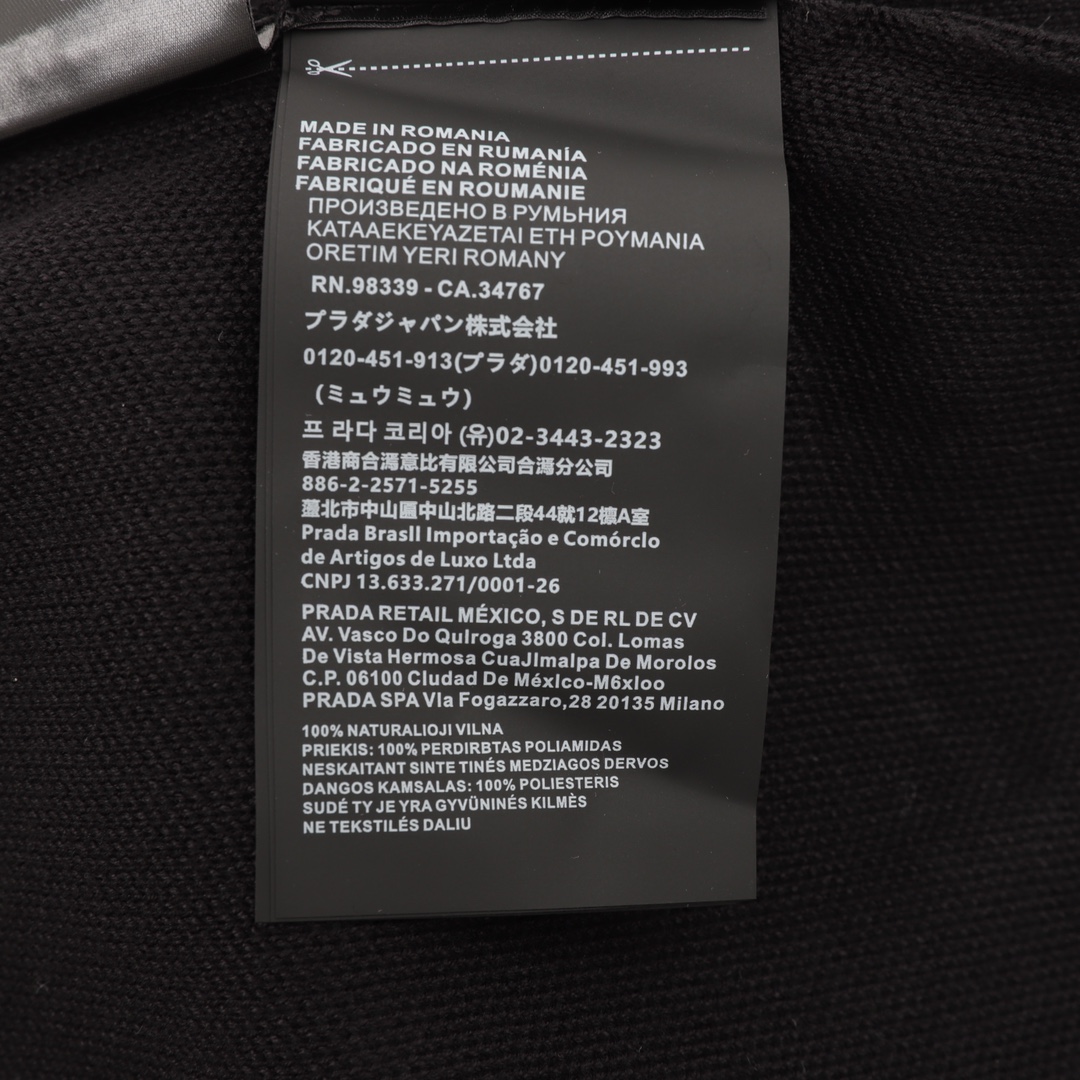 MADE IN ROMANIA
FABRICADO EN RUMANÍA
FABRICADO NA ROMÉNIA
FABRIQUÉ EN ROUMANIE
ПРОИЗВЕДЕНО В РУМЬНИЯ
KATAAEKEYAZETAI ETH POYMANIA
ORETIM YERI ROMANY
RN.98339 - CA.34767
プラダジャパン株式会社
0120-451-913(プラダ)0120-451-993
(ミュウミュウ)
프 라다 코리아 (유)02-3443-2323
香港商合澫意比有限公司合澫分公司
886-2-2571-5255
北市中山 中山北路二段44就12 A室
Prada Brasll Importação e Comórclo
de Artigos de Luxo Ltda
CNPJ 13.633.271/0001-26
PRADA RETAIL MÉXICO, S DE RL DE CV
AV. Vasco Do Qulroga 3800 Col. Lomas
De Vista Hermosa CuaJlmalpa De Morolos
C.P. 06100 Cludad De Méxlco-M6xloo
PRADA SPA Vla Fogazzaro,28 20135 Milano
100% NATURALIOJI VILNA
PRIEKIS: 100% PERDIRBTAS POLIAMIDAS
NESKAITANT SINTE TINÉS MEDZIAGOS DERVOS
DANGOS KAMSALAS: 100% POLIESTERIS
SUDÉ TY JE YRA GYVŪNINÉS KILMÈS
NE TEKSTILÉS DALIU